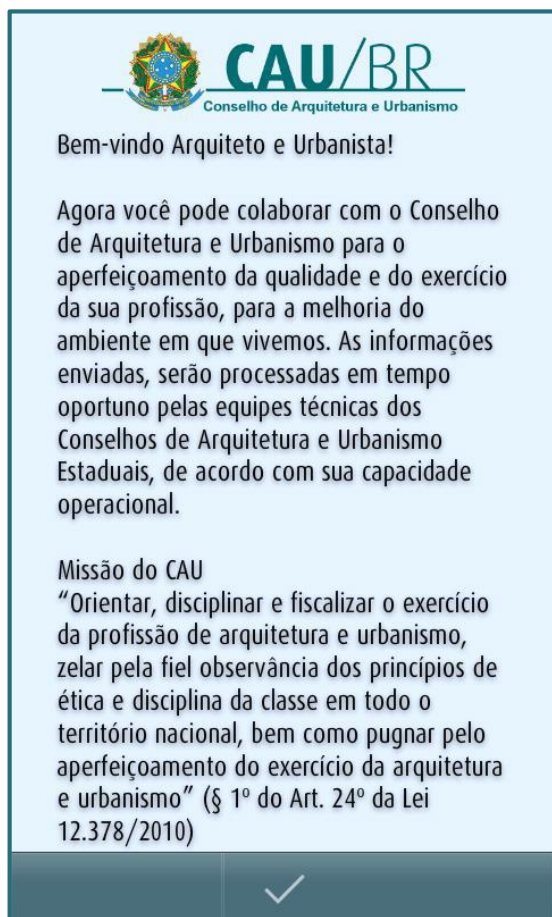 CAU/BR
Conselho de Arquitetura e Urbanismo
Bem-vindo Arquiteto e Urbanista!
Agora você pode colaborar com o Conselho
de Arquitetura e Urbanismo para o
aperfeiçoamento da qualidade e do exercício
da sua profissão, para a melhoria do
ambiente em que vivemos. As informações
enviadas, serão processadas em tempo
oportuno pelas equipes técnicas dos
Conselhos de Arquitetura e Urbanismo
Estaduais, de acordo com sua capacidade
operacional.
Missão do CAU
“Orientar, disciplinar e fiscalizar o exercício
da profissão de arquitetura e urbanismo,
zelar pela fiel observância dos princípios de
ética e disciplina da classe em todo o
território nacional, bem como pugnar pelo
aperfeiçoamento do exercício da arquitetura
e urbanismo” (§ 1º do Art. 24º da Lei
12.378/2010)